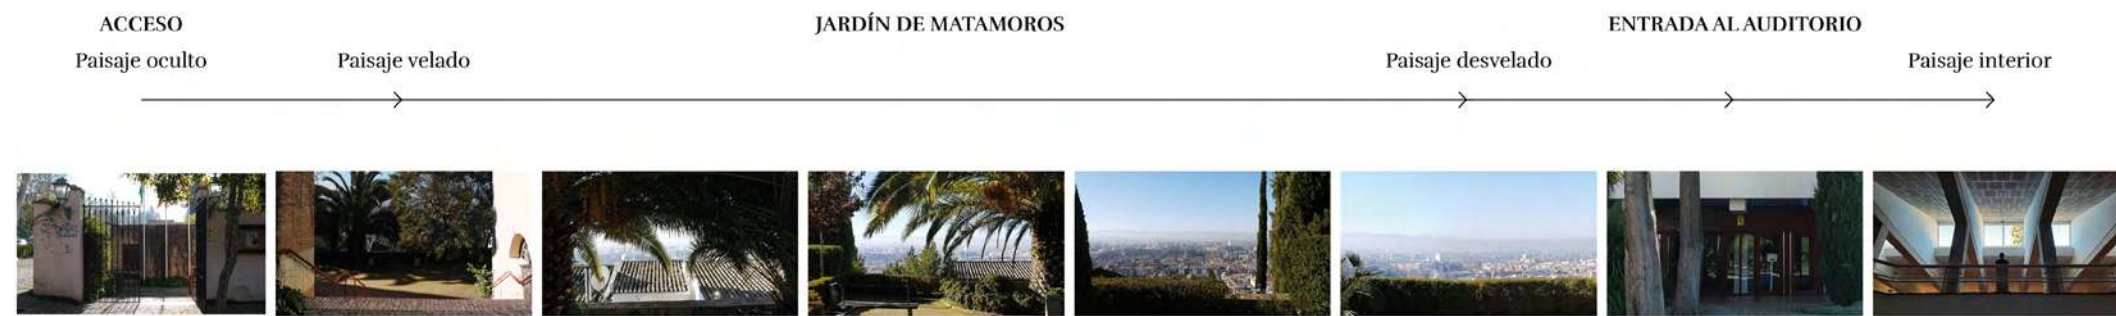 ACCESO
JARDÍN DE MATAMOROS
ENTRADA AL AUDITORIO
Paisaje oculto
Paisaje velado
Paisaje desvelado
Paisaje interior